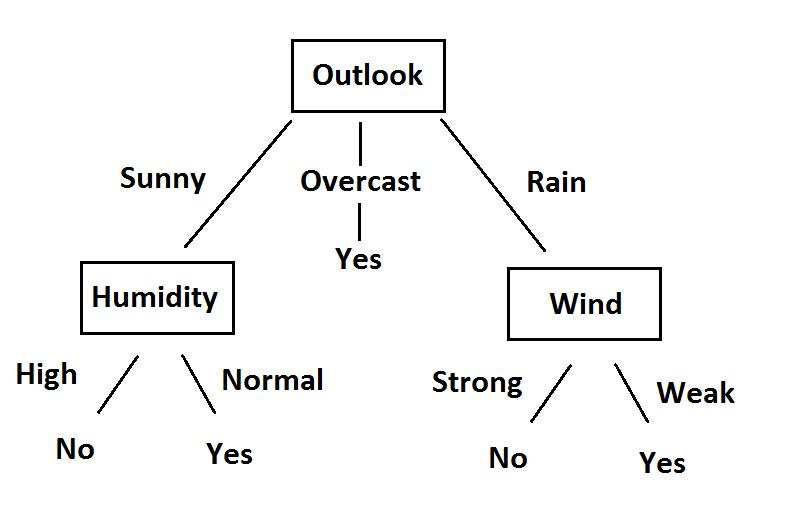 Outlook
Sunny
Overcast
Rain
Yes
Humidity
Wind
High
Normal
Strong
Weak
No
Yes
No
Yes